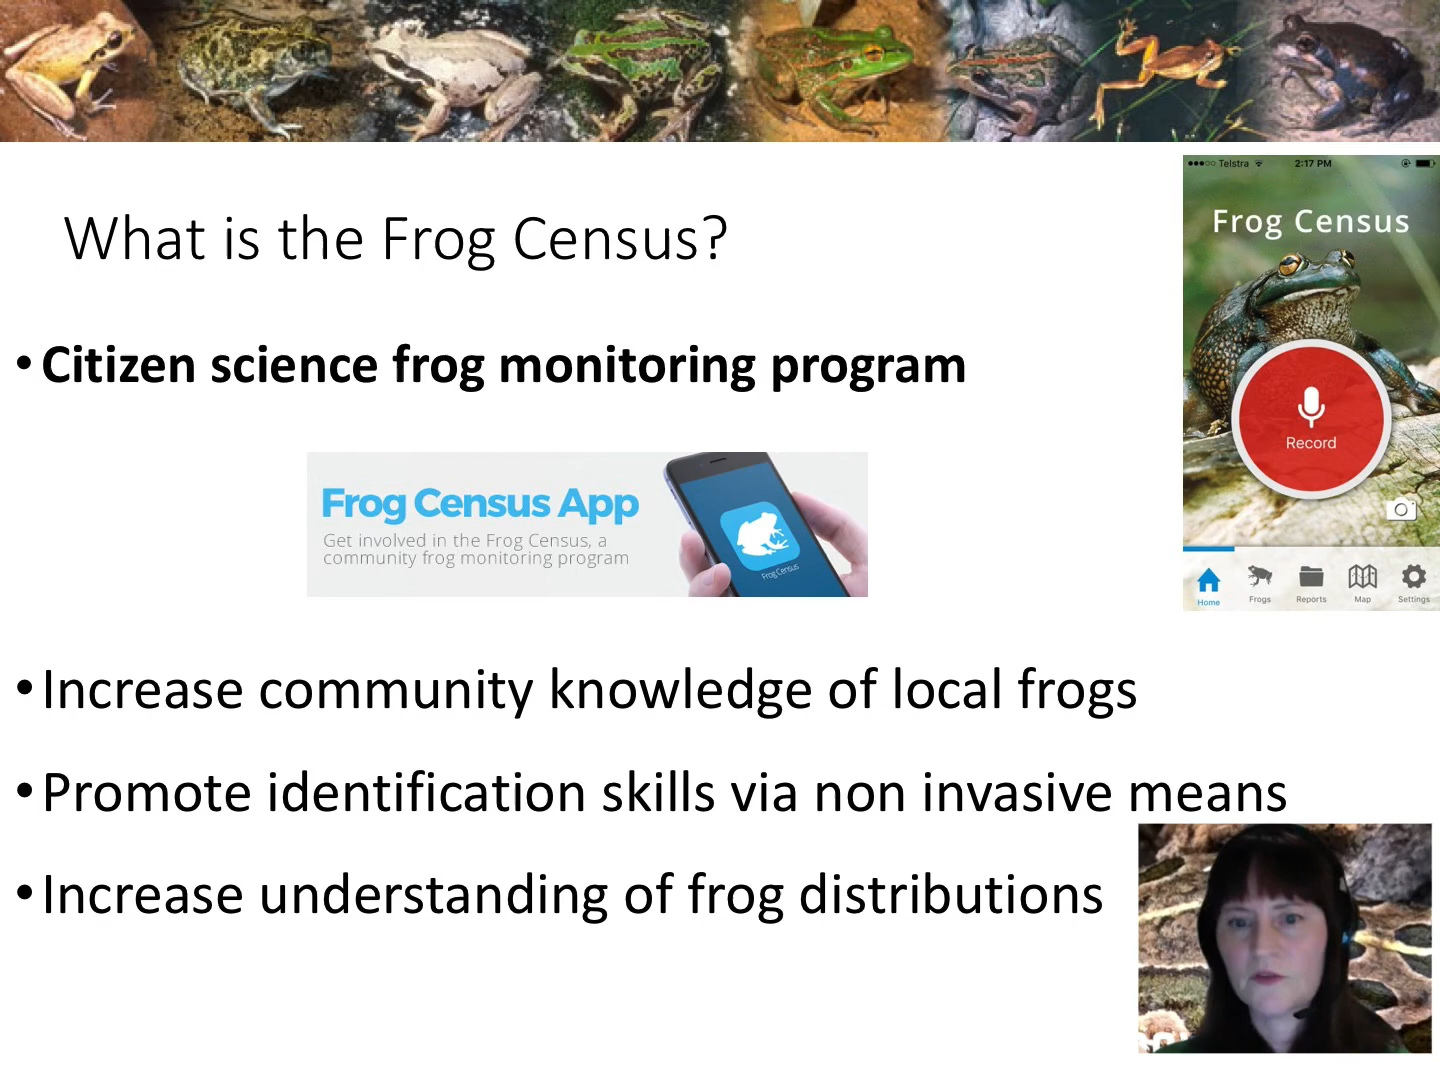 Telstra 2:17 PM
Frog Census
What is the Frog Census?
• Citizen science frog monitoring program
Record
Frog Census App
Get involved in the Frog Census, a
community frog monitoring program
Frog Census
Home Frogs Reports Map Settings
• Increase community knowledge of local frogs
• Promote identification skills via non invasive means
• Increase understanding of frog distributions